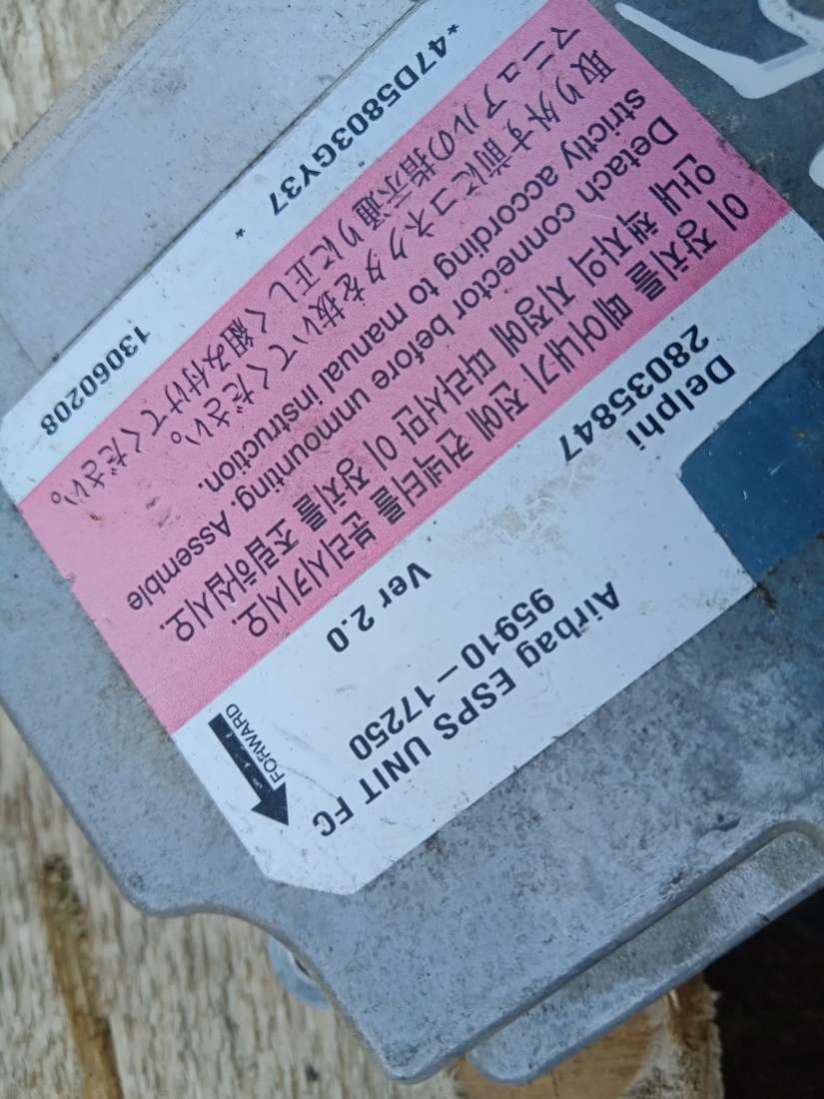 Airbag ESPS UNIT FC
95910 — 17250
Ver 2.0
Delphi
28035847
FORWARD
이 장치를 떼어내기 전에 컨넥터를 분리시키시오.
안내 책자의 지정에 따라서만 이 장치를 조립하십시오.
Detach connector before unmounting. Assemble
strictly according to manual instruction.
取り外す前にコネクタを抜いてください。
マニュアルの指示通りに正しく組み付けてください。
*47D5803GY37 *
13060208